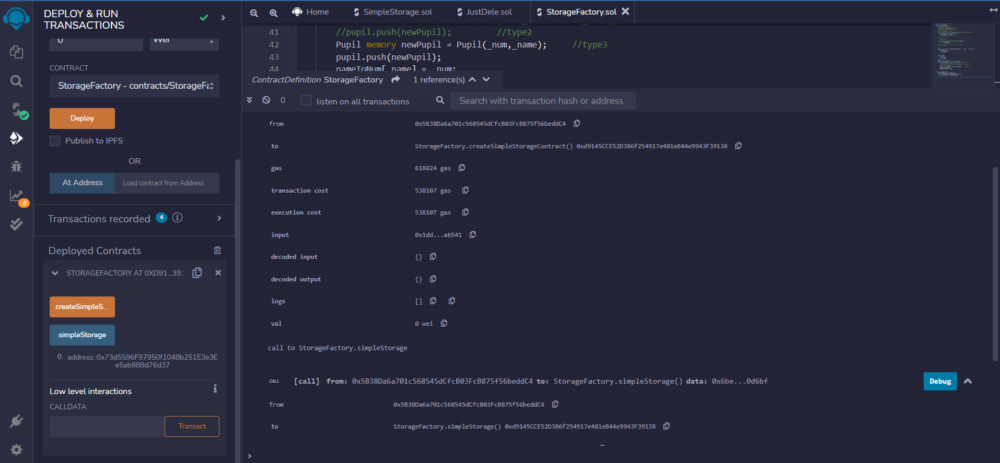 DEPLOY & RUN
TRANSACTIONS
0
Wei
CONTRACT
StorageFactory - contracts/StorageFa
Deploy
Publish to IPFS
OR
At Address
Load contract from Address
8
Transactions recorded 4
Deployed Contracts
STORAGEFACTORY AT 0XD91...391
createSimpleS...
simpleStorage
0: address: 0x73d5596F97950f1048b251E3e3E
e5ab888d76d37
Low level interactions
CALLDATA
Transact
Home
SimpleStorage.sol
JustDele.sol
StorageFactory.sol
41 //pupil.push(newPupil); //type2
42 Pupil memory newPupil = Pupil(_num,_name); //type3
43 pupil.push(newPupil);
44 nameToNum[_name] = _num;
ContractDefinition StorageFactory 1 reference(s)
0 listen on all transactions
Search with transaction hash or address
from 0x5B38Da6a701c568545dCfcB03FcB875f56beddC4
to StorageFactory.createSimpleStorageContract() 0xd9145CCE52D386f254917e481eB44e9943F39138
gas 618824 gas
transaction cost 538107 gas
execution cost 538107 gas
input 0x1dd...a6541
decoded input {}
decoded output {}
logs []
val 0 wei
call to StorageFactory.simpleStorage
CALL [call] from: 0x5B38Da6a701c568545dCfcB03FcB875f56beddC4 to: StorageFactory.simpleStorage() data: 0x6be...0d6bf
Debug
from 0x5B38Da6a701c568545dCfcB03FcB875f56beddC4
to StorageFactory.simpleStorage() 0xd9145CCE52D386f254917e481eB44e9943F39138
>